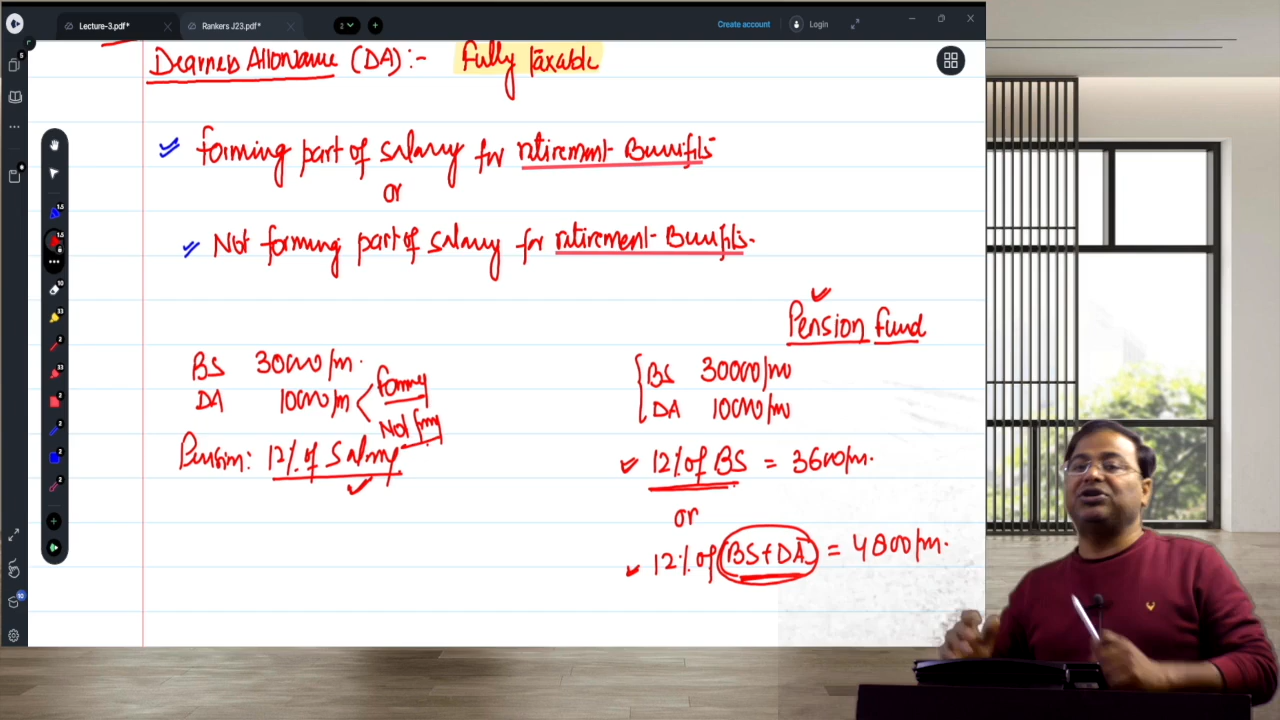 Lecture-3.pdf*
Rankers J23.pdf*
2
Create account
Login
Dearness Allowance (DA):- Fully Taxable
Forming part of salary for retirement Benefits
or
Not forming part of salary for retirement Benefits.
Pension Fund
BS 30000/m.
DA 10000/m
Forming
Not forming
Pension: 12% of Salary
BS 30000/mo
DA 10000/mo
12% of BS = 3600/m.
or
12% of BS+DA = 4800/m.